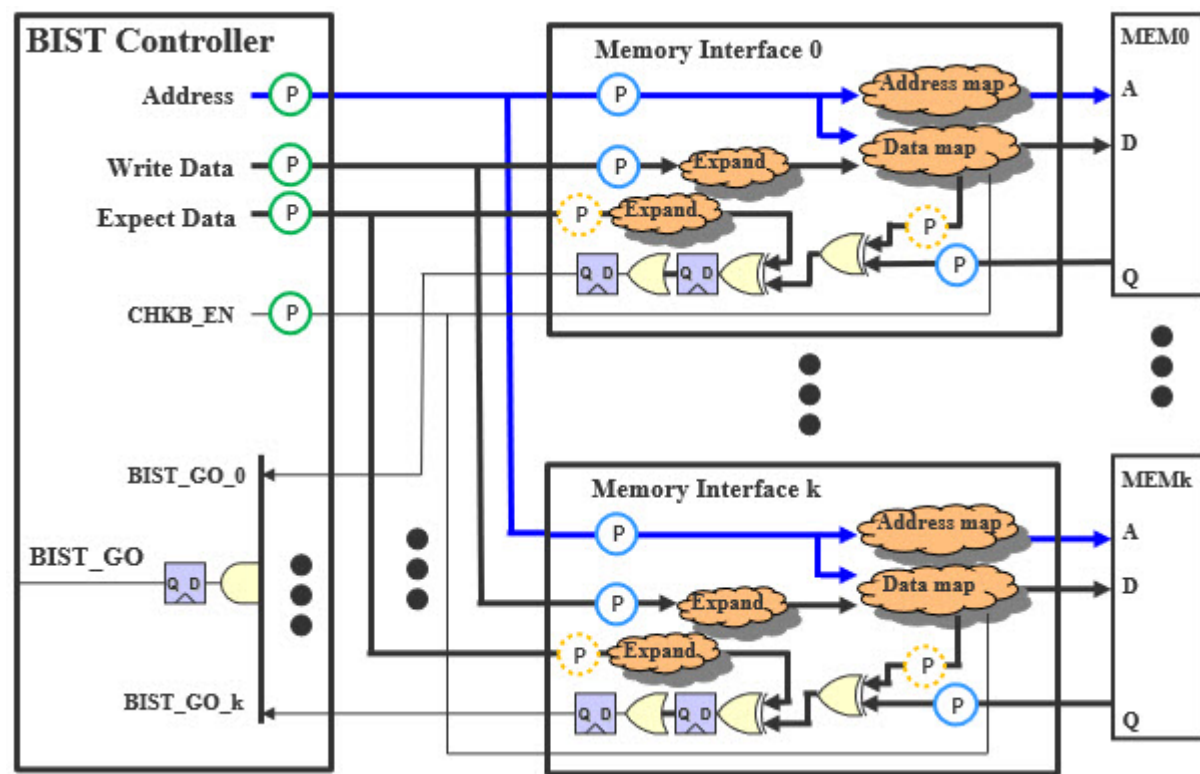 BIST Controller
Address
P
Write Data
P
Expect Data
P
CHKB_EN
P
BIST_GO_0
BIST_GO
Q D
BIST_GO_k
Memory Interface 0
P
Address map
P
Expand
Data map
P
Expand
P
Q D
Q D
P
MEM0
A
D
Q
Memory Interface k
P
Address map
P
Expand
Data map
P
Expand
P
Q D
Q D
P
MEMk
A
D
Q